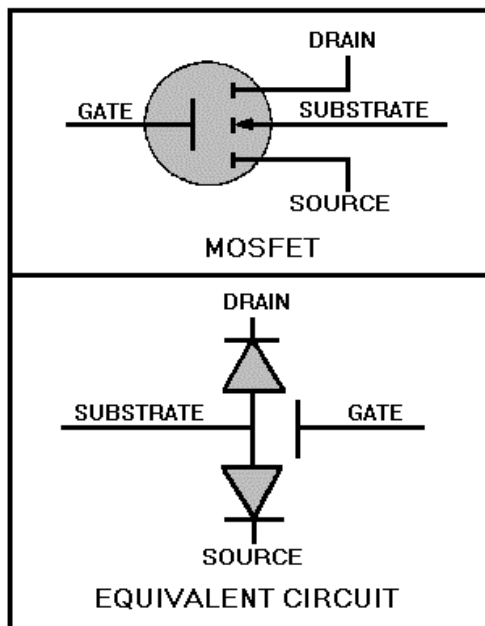 DRAIN
GATE
SUBSTRATE
SOURCE
MOSFET
DRAIN
SUBSTRATE
GATE
SOURCE
EQUIVALENT CIRCUIT